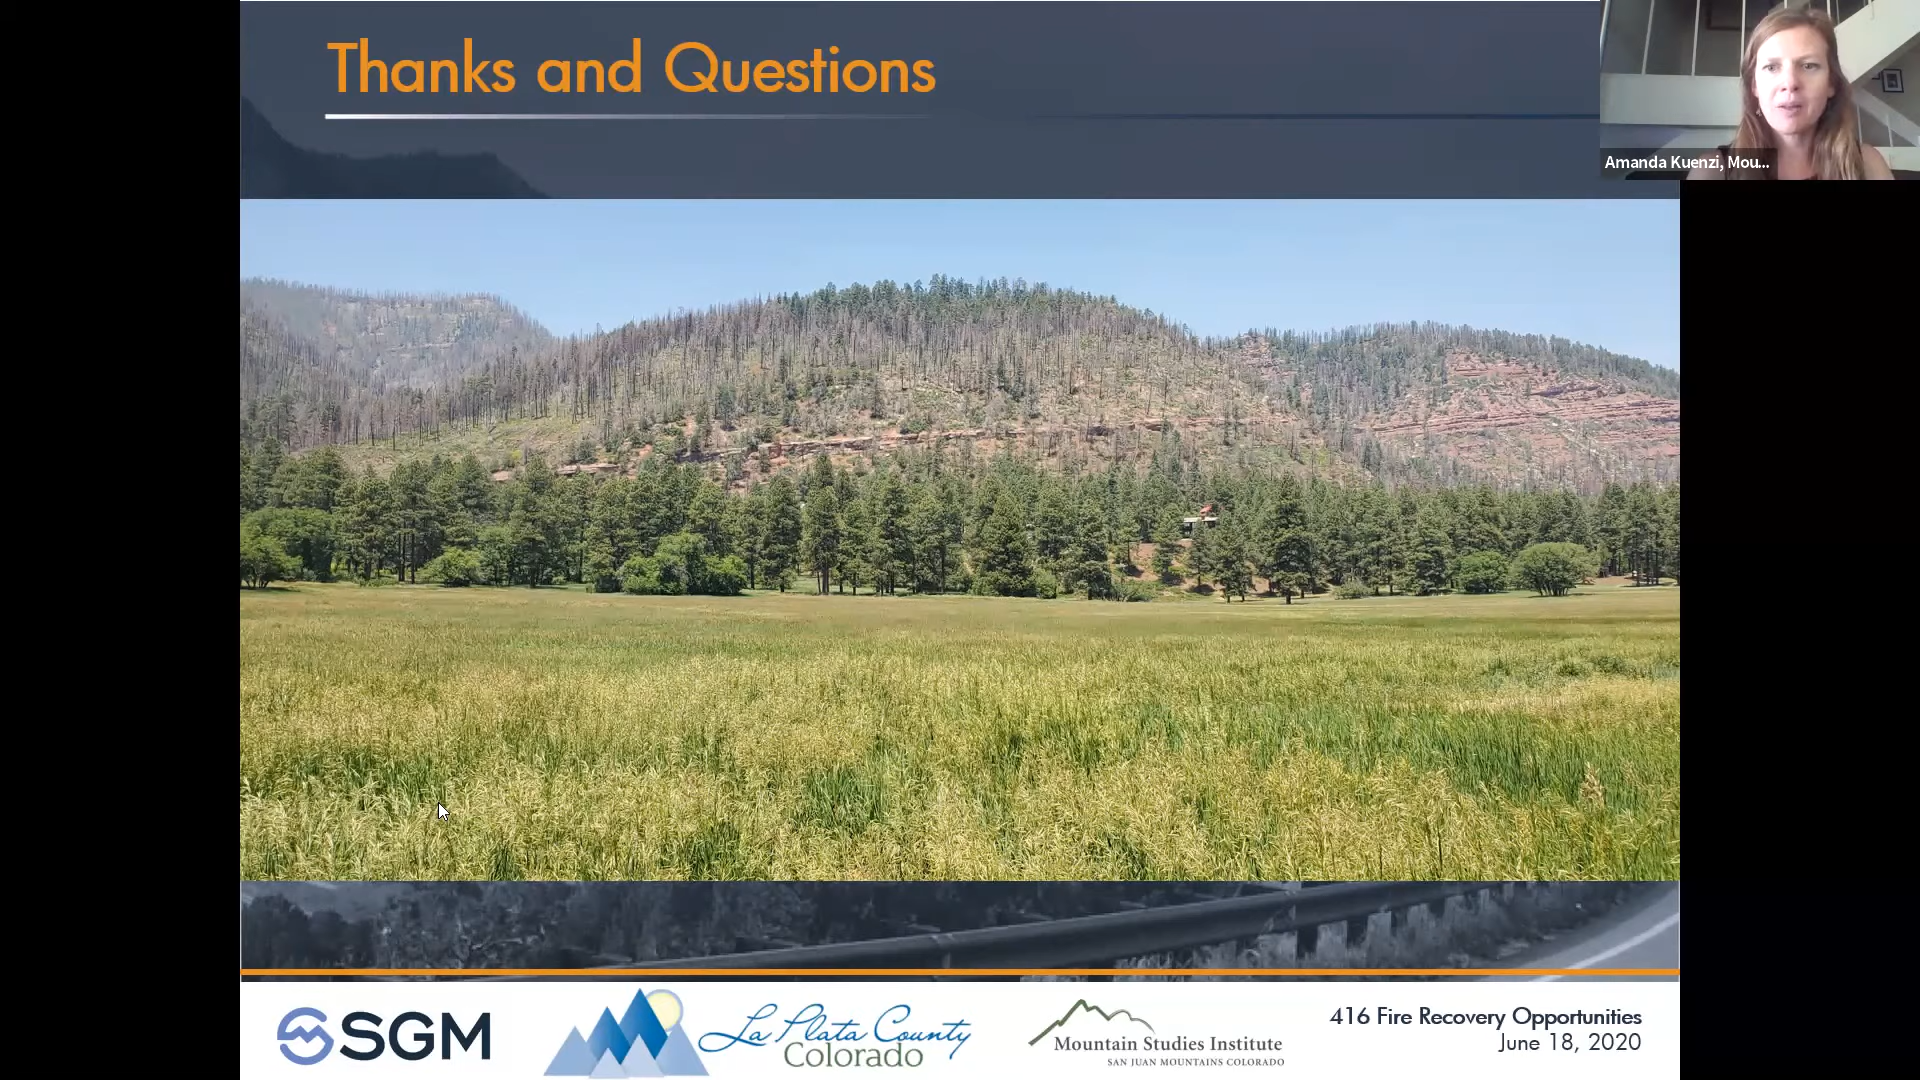 Thanks and Questions
Amanda Kuenzi, Mou...
SGM
La Plata County
Colorado
Mountain Studies Institute
SAN JUAN MOUNTAINS COLORADO
416 Fire Recovery Opportunities
June 18, 2020